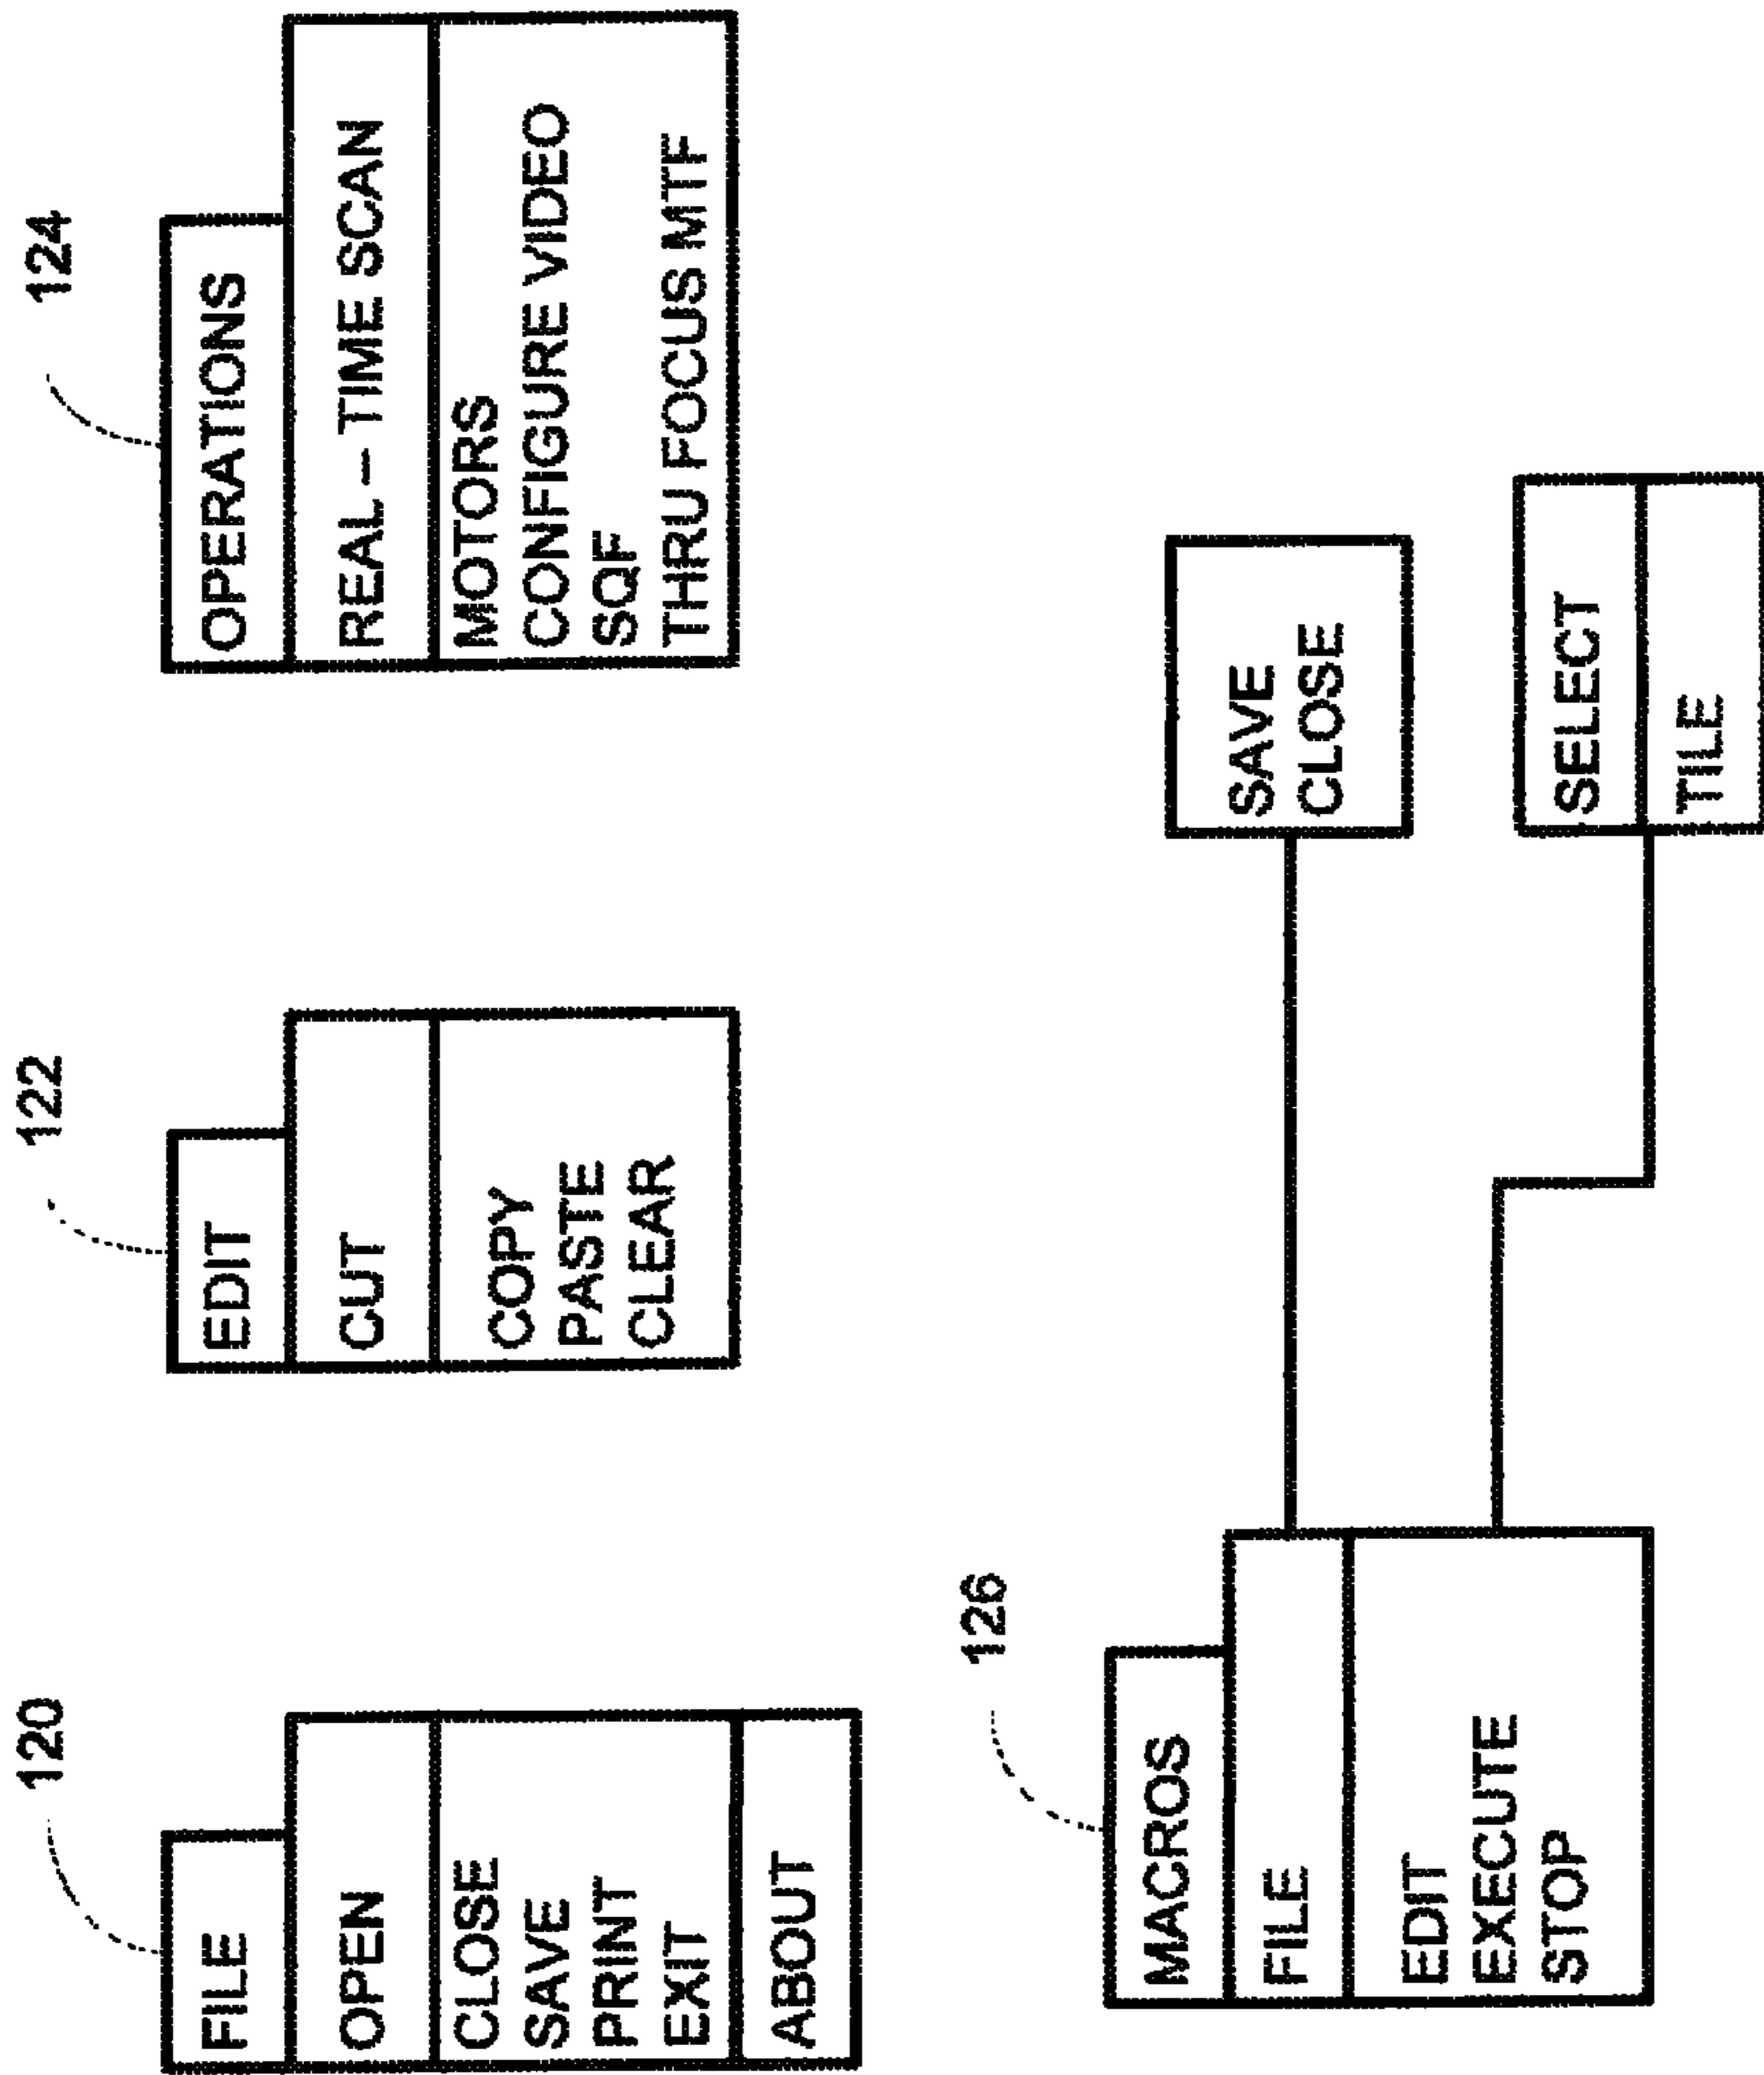 120
FILE
OPEN
CLOSE
SAVE
PRINT
EXIT
ABOUT
122
EDIT
CUT
COPY
PASTE
CLEAR
124
OPERATIONS
REAL – TIME SCAN
MOTORS
CONFIGURE VIDEO
SQF
THRU FOCUS MTF
126
MACROS
FILE
EDIT
EXECUTE
STOP
SAVE
CLOSE
SELECT
TILE